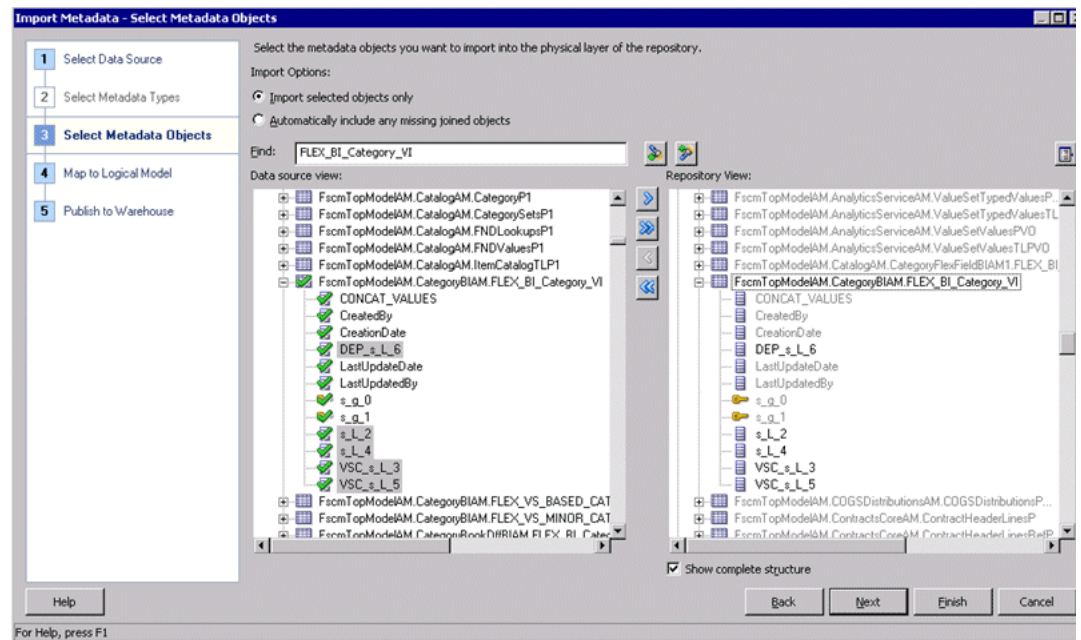 Import Metadata - Select Metadata Objects
1 Select Data Source
2 Select Metadata Types
3 Select Metadata Objects
4 Map to Logical Model
5 Publish to Warehouse
Select the metadata objects you want to import into the physical layer of the repository.
Import Options:
Import selected objects only
Automatically include any missing joined objects
Find: FLEX_BI_Category_VI
Data source view:
FscmTopModelAM.CatalogAM.CategoryP1
FscmTopModelAM.CatalogAM.CategorySetsP1
FscmTopModelAM.CatalogAM.FNDLookupsP1
FscmTopModelAM.CatalogAM.FNDValuesP1
FscmTopModelAM.CatalogAM.ItemCatalogTLP1
FscmTopModelAM.CategoryBIAM.FLEX_BI_Category_VI
CONCAT_VALUES
CreatedBy
CreationDate
DEP_s_L_6
LastUpdateDate
LastUpdatedBy
s_g_0
s_g_1
s_L_2
s_L_4
VSC_s_L_3
VSC_s_L_5
FscmTopModelAM.CategoryBIAM.FLEX_VS_BASED_CAT
FscmTopModelAM.CategoryBIAM.FLEX_VS_MINOR_CAT
FscmTopModelAM.CategoryBookDffBIAM.FLEX_BI_Categ
Repository View:
FscmTopModelAM.AnalyticsServiceAM.ValueSetTypedValuesP...
FscmTopModelAM.AnalyticsServiceAM.ValueSetTypedValuesTL
FscmTopModelAM.AnalyticsServiceAM.ValueSetValuesPVO
FscmTopModelAM.AnalyticsServiceAM.ValueSetValuesTLPVO
FscmTopModelAM.CatalogAM.CategoryFlexFieldBIAM1.FLEX_BI_
FscmTopModelAM.CategoryBIAM.FLEX_BI_Category_VI
CONCAT_VALUES
CreatedBy
CreationDate
DEP_s_L_6
LastUpdateDate
LastUpdatedBy
s_g_0
s_g_1
s_L_2
s_L_4
VSC_s_L_3
VSC_s_L_5
FscmTopModelAM.COGSDistributionsAM.COGSDistributionsP...
FscmTopModelAM.ContractsCoreAM.ContractHeaderLinesP
FscmTopModelAM.ContractsCoreAM.ContractHeaderLinesRefP
Show complete structure
Help
Back
Next
Finish
Cancel
For Help, press F1